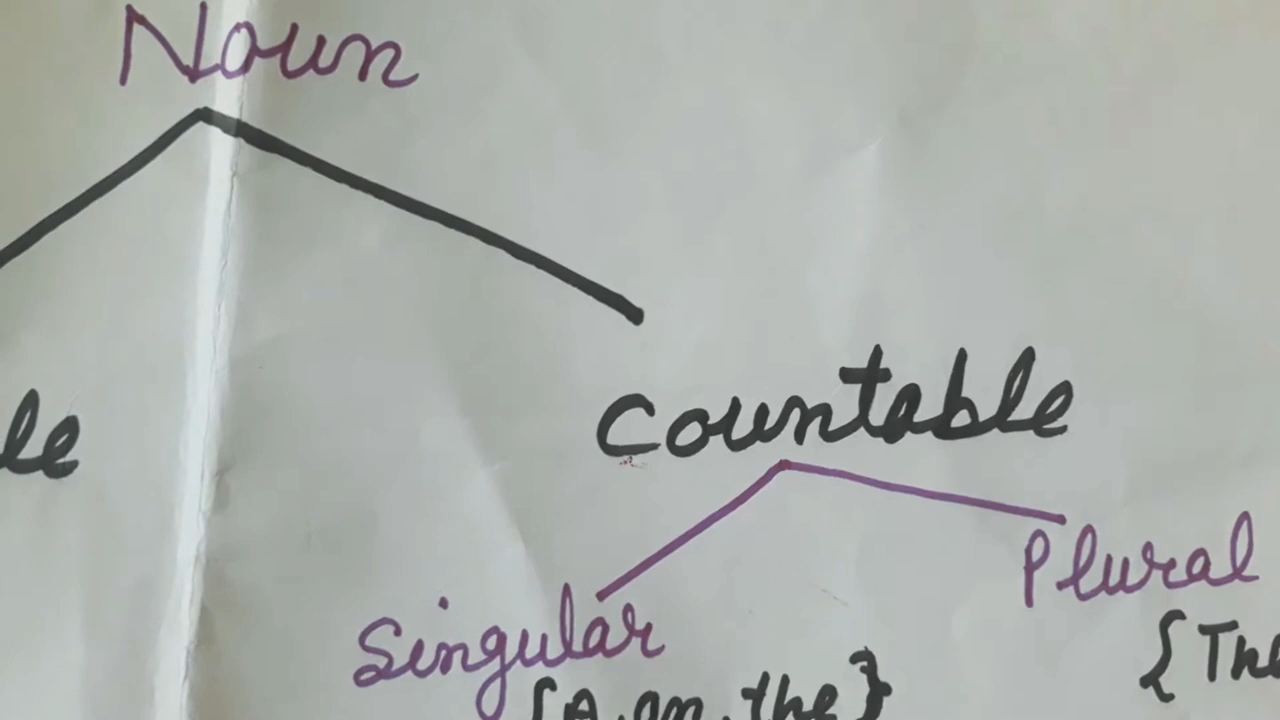 Noun
le
Countable
Singular
Plural
{A, an, the}
{The